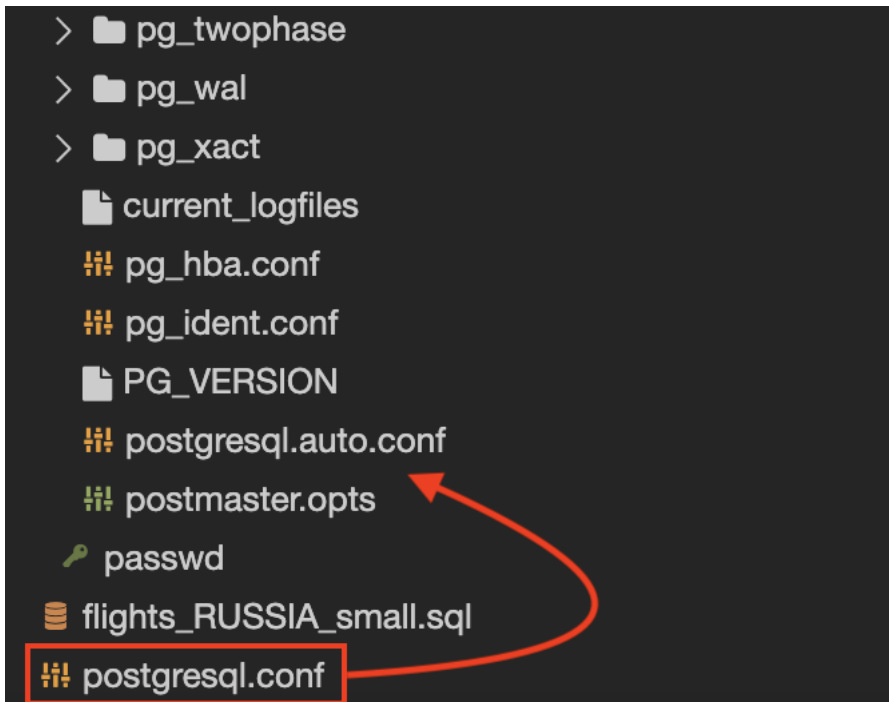 pg_twophase
pg_wal
pg_xact
current_logfiles
pg_hba.conf
pg_ident.conf
PG_VERSION
postgresql.auto.conf
postmaster.opts
passwd
flights_RUSSIA_small.sql
postgresql.conf